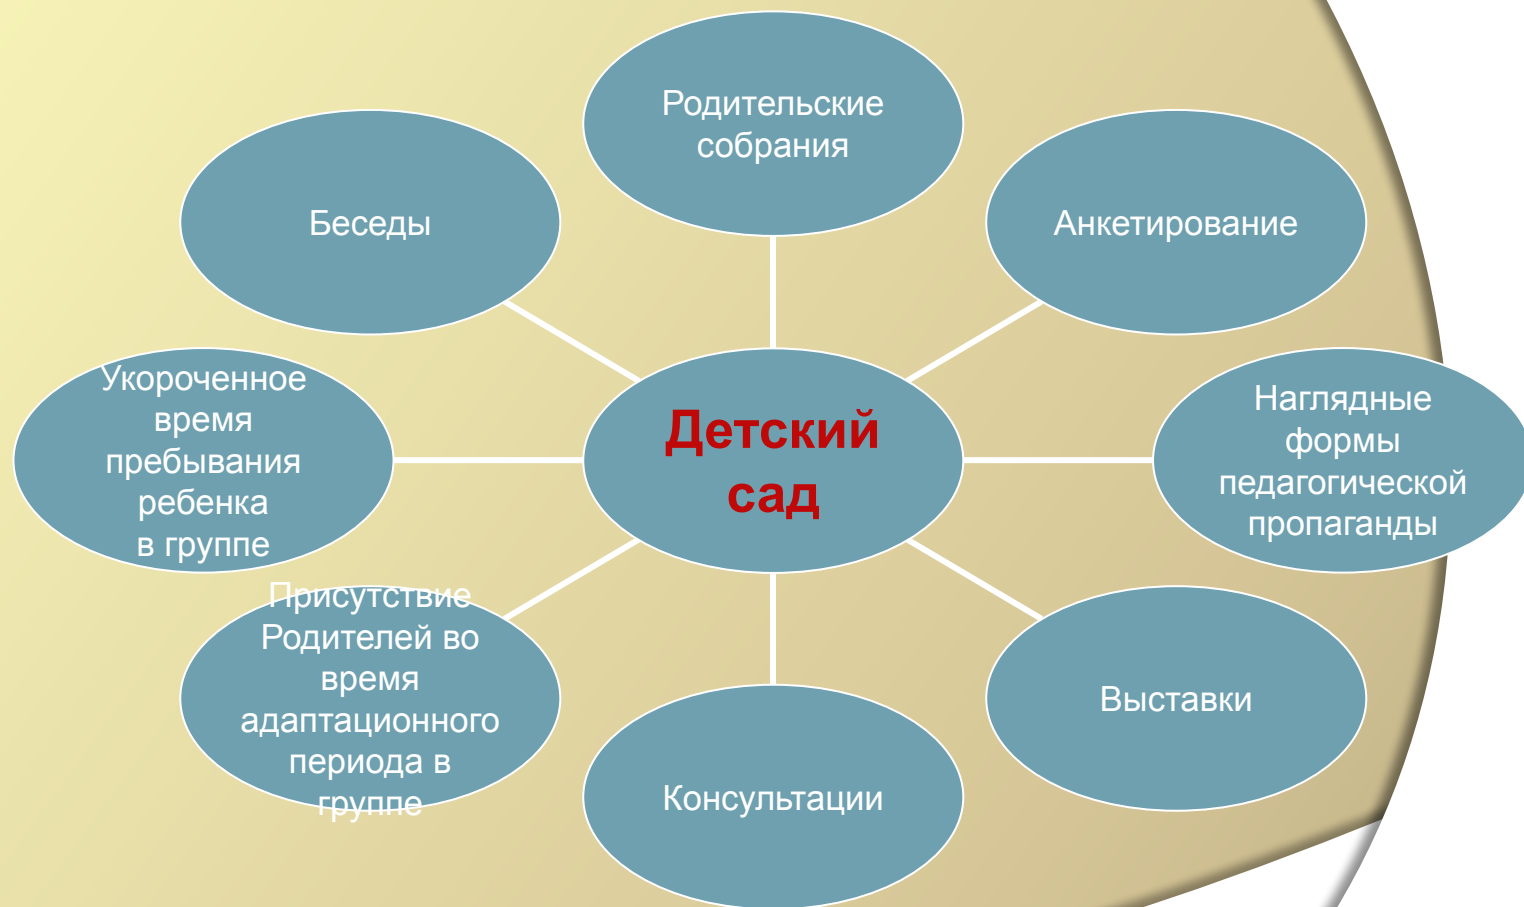 Родительские
собрания
Беседы
Анкетирование
Укороченное
время
пребывания
ребенка
в группе
Детский
сад
Наглядные
формы
педагогической
пропаганды
Присутствие
Родителей во
время
адаптационного
периода в
группе
Выставки
Консультации